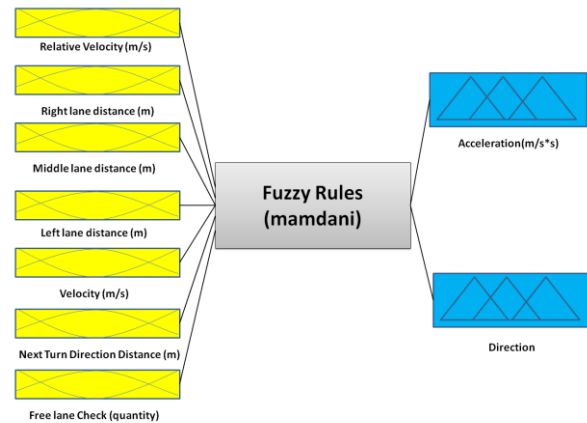 Relative Velocity (m/s)
Right lane distance (m)
Middle lane distance (m)
Left lane distance (m)
Velocity (m/s)
Next Turn Direction Distance (m)
Free lane Check (quantity)
Fuzzy Rules
(mamdani)
Acceleration(m/s*s)
Direction